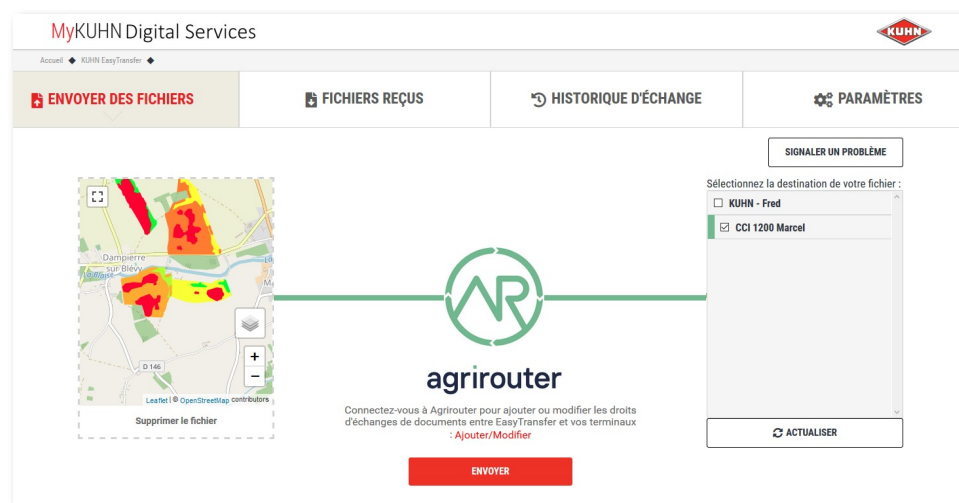 MyKUHN Digital Services
KUHN
Accueil ◆ KUHN EasyTransfer ◆
ENVOYER DES FICHIERS
FICHIERS REÇUS
HISTORIQUE D'ÉCHANGE
PARAMÈTRES
SIGNALER UN PROBLÈME
Sélectionnez la destination de votre fichier :
KUHN - Fred
CCI 1200 Marcel
Dampierre
sur Blévy
La Blaise
D 146
+
−
Leaflet | © OpenStreetMap contributors
Supprimer le fichier
AR
agrirouter
Connectez-vous à Agrirouter pour ajouter ou modifier les droits
d'échanges de documents entre EasyTransfer et vos terminaux
: Ajouter/Modifier
ACTUALISER
ENVOYER